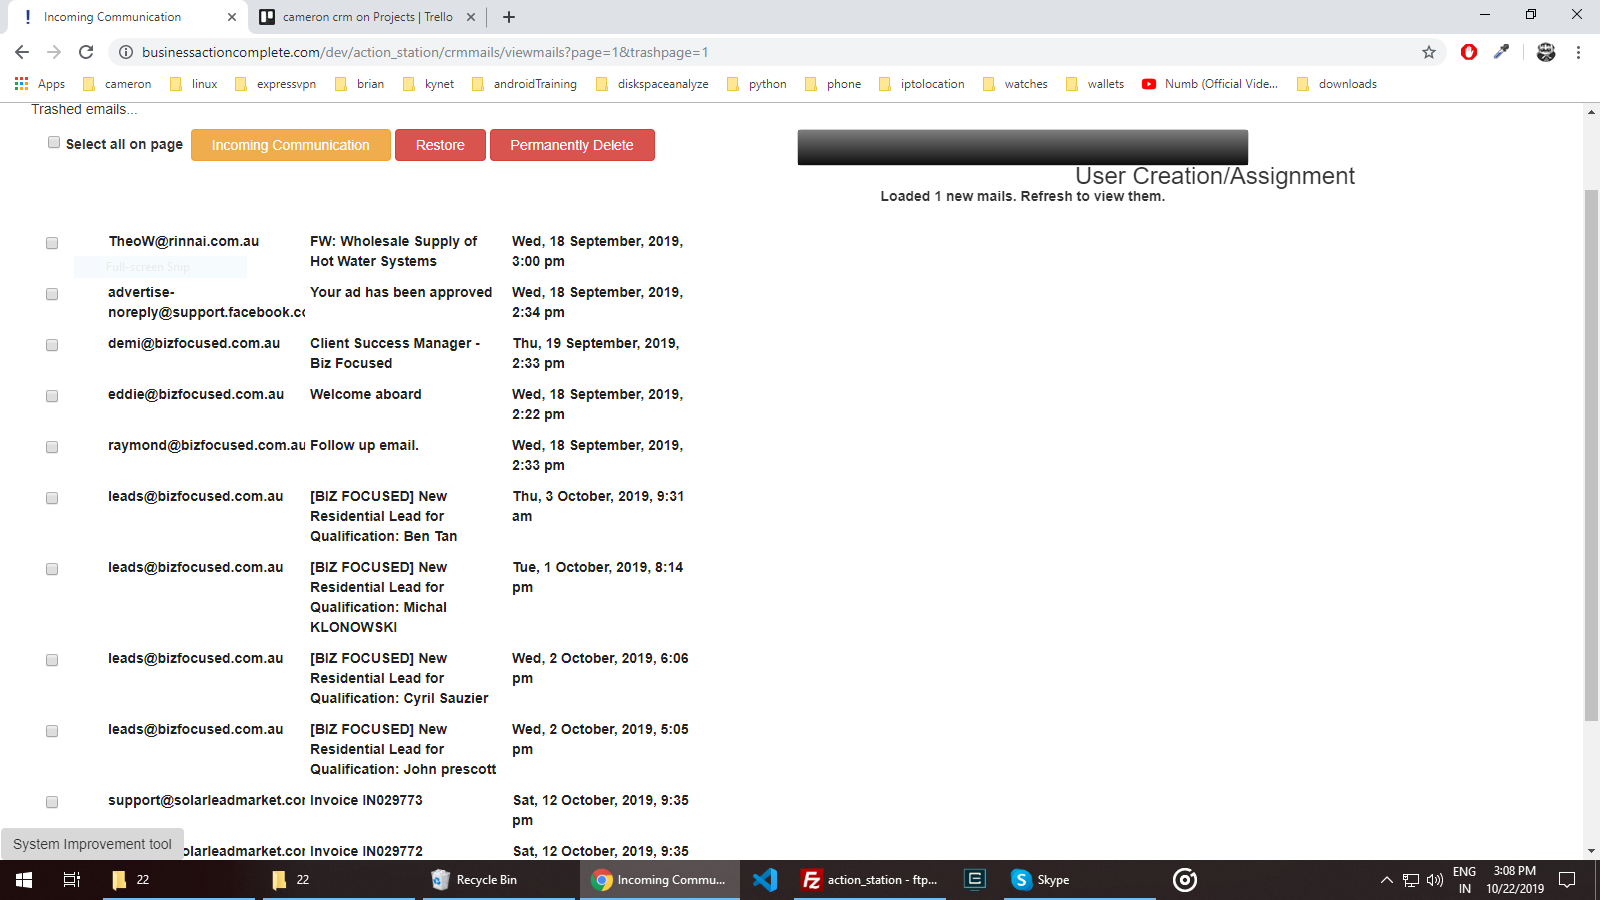 Incoming Communication
cameron crm on Projects | Trello
businessactioncomplete.com/dev/action_station/crmmails/viewmails?page=1&trashpage=1
Apps cameron linux expressvpn brian kynet androidTraining diskspaceanalyze python phone iptolocation watches wallets Numb (Official Vide... downloads
Trashed emails...
Select all on page Incoming Communication Restore Permanently Delete
User Creation/Assignment
Loaded 1 new mails. Refresh to view them.
TheoW@rinnai.com.au FW: Wholesale Supply of Wed, 18 September, 2019,
Hot Water Systems 3:00 pm
Full-screen Snip
advertise- Your ad has been approved Wed, 18 September, 2019,
noreply@support.facebook.co 2:34 pm
demi@bizfocused.com.au Client Success Manager - Thu, 19 September, 2019,
Biz Focused 2:33 pm
eddie@bizfocused.com.au Welcome aboard Wed, 18 September, 2019,
2:22 pm
raymond@bizfocused.com.au Follow up email. Wed, 18 September, 2019,
2:33 pm
leads@bizfocused.com.au [BIZ FOCUSED] New Thu, 3 October, 2019, 9:31
Residential Lead for am
Qualification: Ben Tan
leads@bizfocused.com.au [BIZ FOCUSED] New Tue, 1 October, 2019, 8:14
Residential Lead for pm
Qualification: Michal
KLONOWSKI
leads@bizfocused.com.au [BIZ FOCUSED] New Wed, 2 October, 2019, 6:06
Residential Lead for pm
Qualification: Cyril Sauzier
leads@bizfocused.com.au [BIZ FOCUSED] New Wed, 2 October, 2019, 5:05
Residential Lead for pm
Qualification: John prescott
support@solarleadmarket.com Invoice IN029773 Sat, 12 October, 2019, 9:35
pm
System Improvement tool olarleadmarket.com Invoice IN029772 Sat, 12 October, 2019, 9:35
22 22 Recycle Bin Incoming Commu... action_station - ftp... Skype
ENG 3:08 PM
IN 10/22/2019